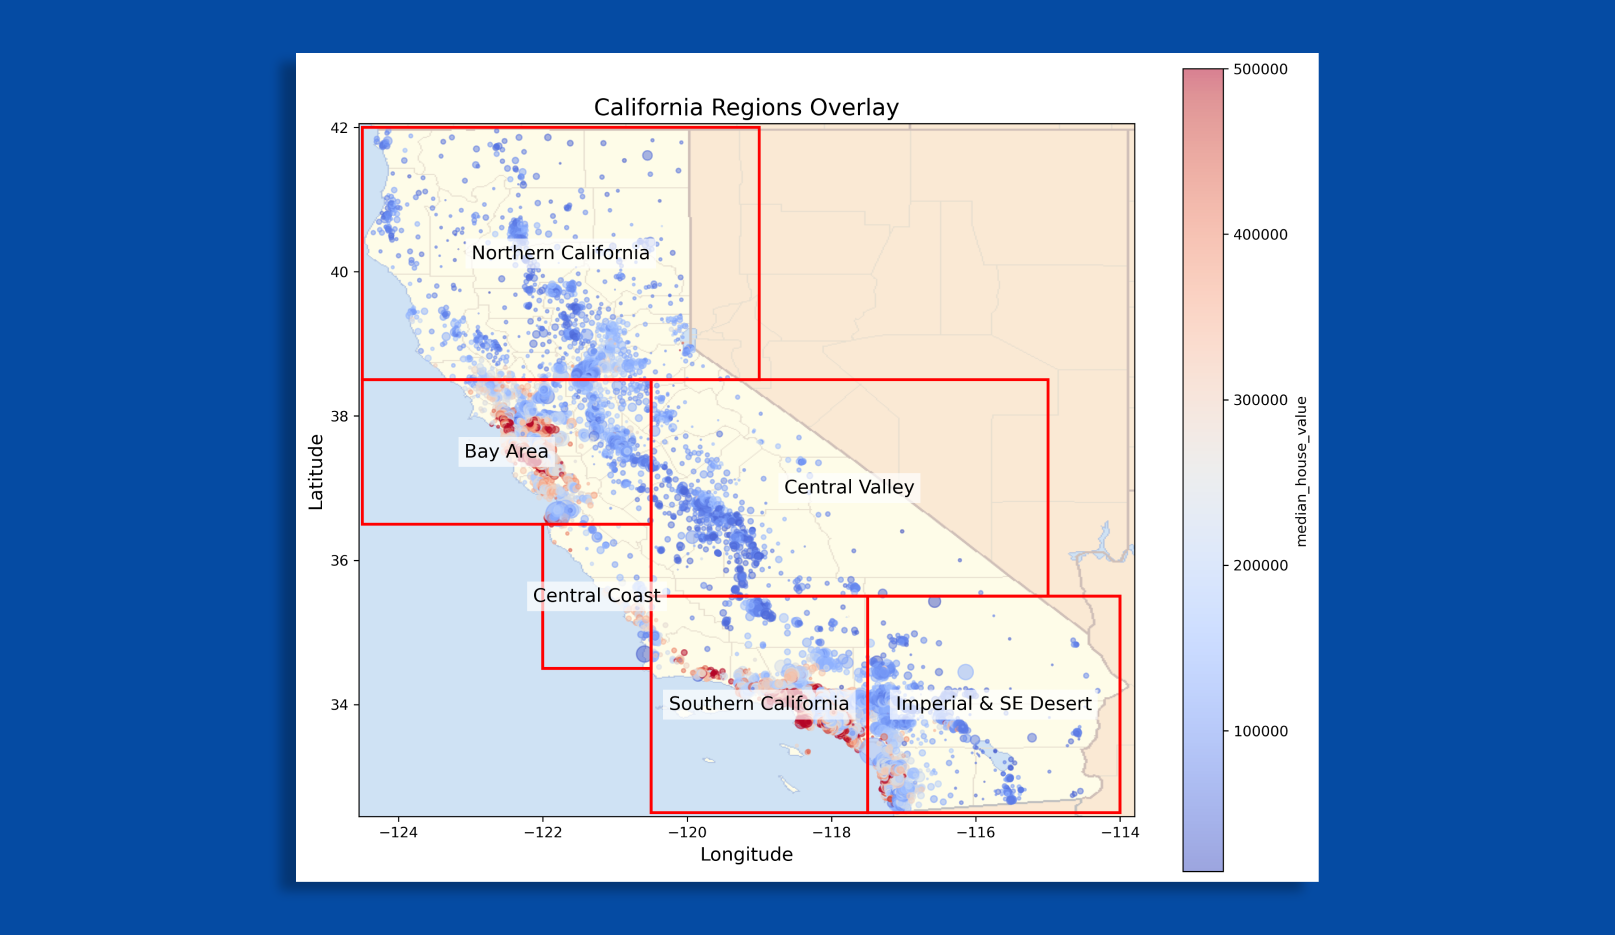 California Regions Overlay
500000
400000
300000
200000
100000
median_house_value
42
40
38
36
34
Latitude
Northern California
Bay Area
Central Valley
Central Coast
Southern California
Imperial & SE Desert
−124
−122
−120
−118
−116
−114
Longitude